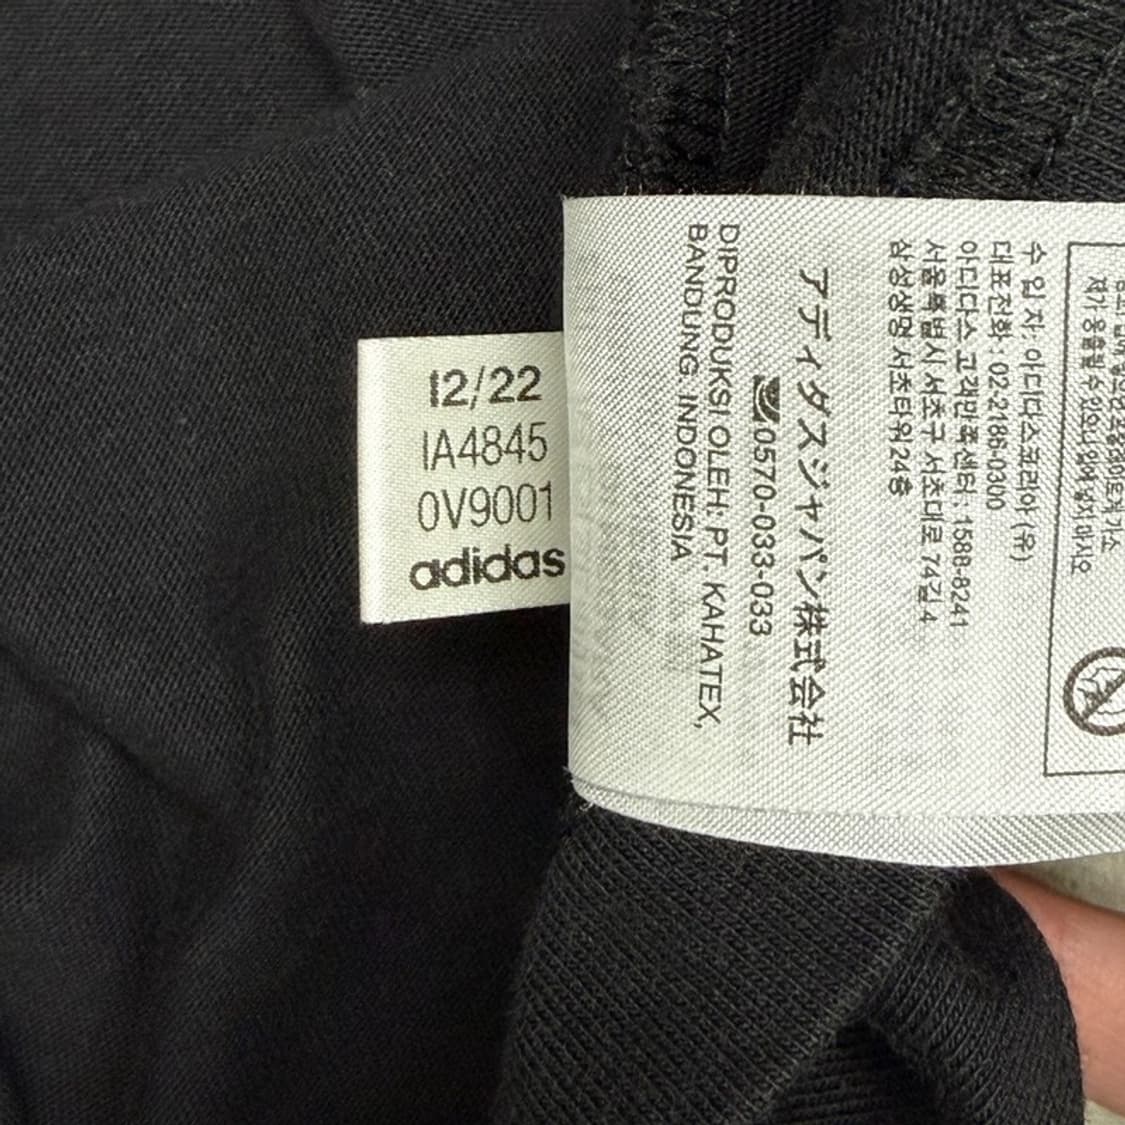 12/22
IA4845
0V9001
adidas
수 입 자: 아디다스코리아 (유)
대표전화 : 02-2186-0300
아디다스 고객만족센터 : 1588-8241
서울특별시 서초구 서초대로 74길 4
삼성생명 서초타워 24층
アディダスジャパン株式会社
0570-033-033
DIPRODUKSI OLEH: PT. KAHATEX,
BANDUNG. INDONESIA